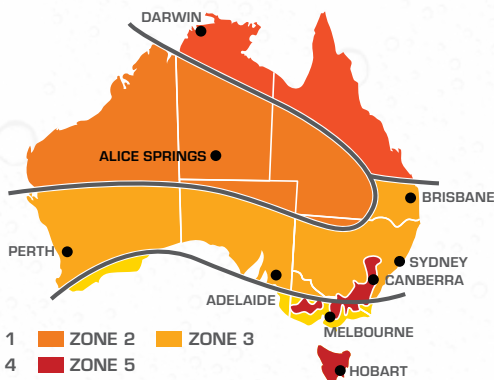 DARWIN
ALICE SPRINGS
BRISBANE
PERTH
SYDNEY
CANBERRA
ADELAIDE
MELBOURNE
1 ZONE 2 ZONE 3
4 ZONE 5
HOBART